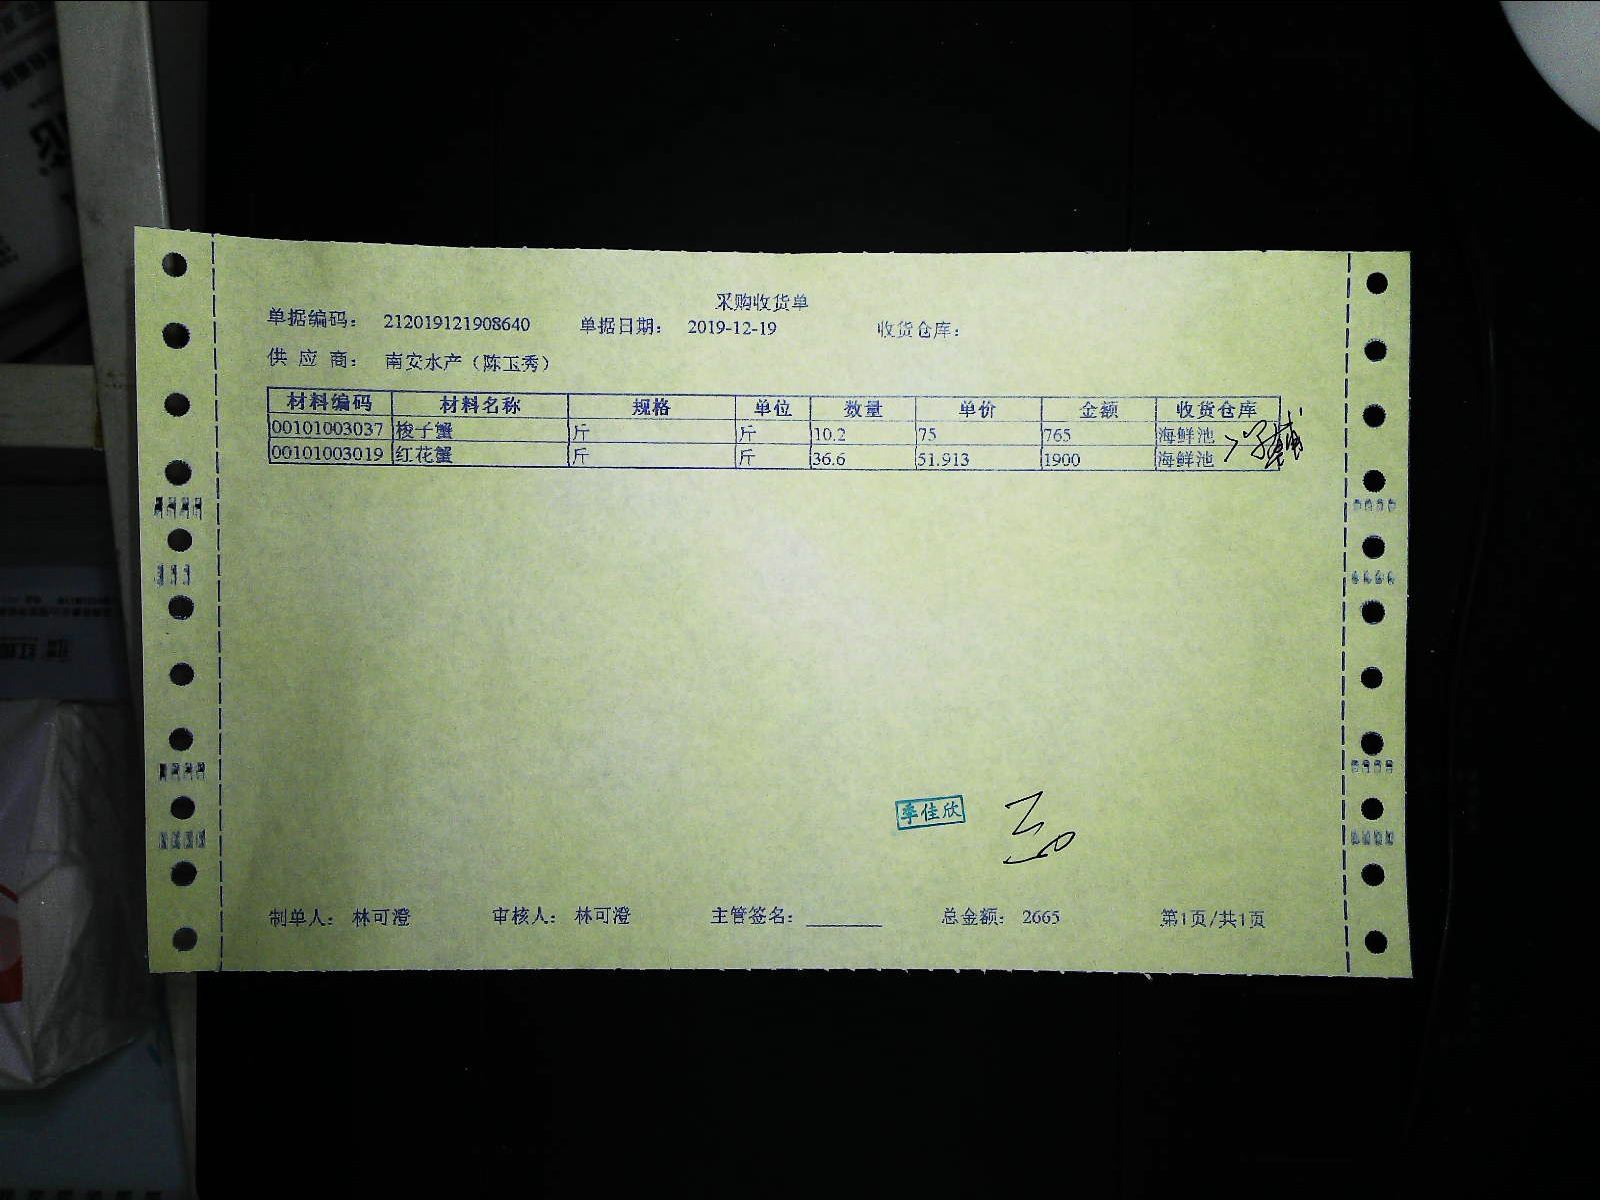 采购收货单
单据编码： 212019121908640 单据日期： 2019-12-19 收货仓库：
供 应 商： 南安水产（陈玉秀）
材料编码 材料名称 规格 单位 数量 单价 金额 收货仓库
00101003037 梭子蟹 斤 斤 10.2 75 765 海鲜池
00101003019 红花蟹 斤 斤 36.6 51.913 1900 海鲜池
季佳欣
制单人： 林可澄 审核人： 林可澄 主管签名： 总金额： 2665 第1页/共1页